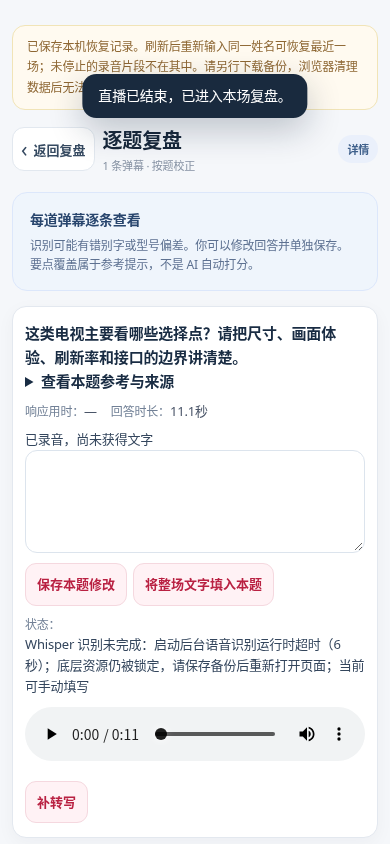 已保存本机恢复记录。刷新后重新输入同一姓名可恢复最近一
场；未停止的录音片段不在其中。请另行下载备份，浏览器清理
数据后无法
直播已结束，已进入本场复盘。
‹ 返回复盘
逐题复盘
1 条弹幕 · 按题校正
详情
每道弹幕逐条查看
识别可能有错别字或型号偏差。你可以修改回答并单独保存。
要点覆盖属于参考提示，不是 AI 自动打分。
这类电视主要看哪些选择点？请把尺寸、画面体
验、刷新率和接口的边界讲清楚。
▶ 查看本题参考与来源
响应用时：— 回答时长：11.1秒
已录音，尚未获得文字
保存本题修改
将整场文字填入本题
状态：
Whisper 识别未完成：启动后台语音识别运行时超时（6
秒）；底层资源仍被锁定，请保存备份后重新打开页面；当前
可手动填写
0:00 / 0:11
补转写